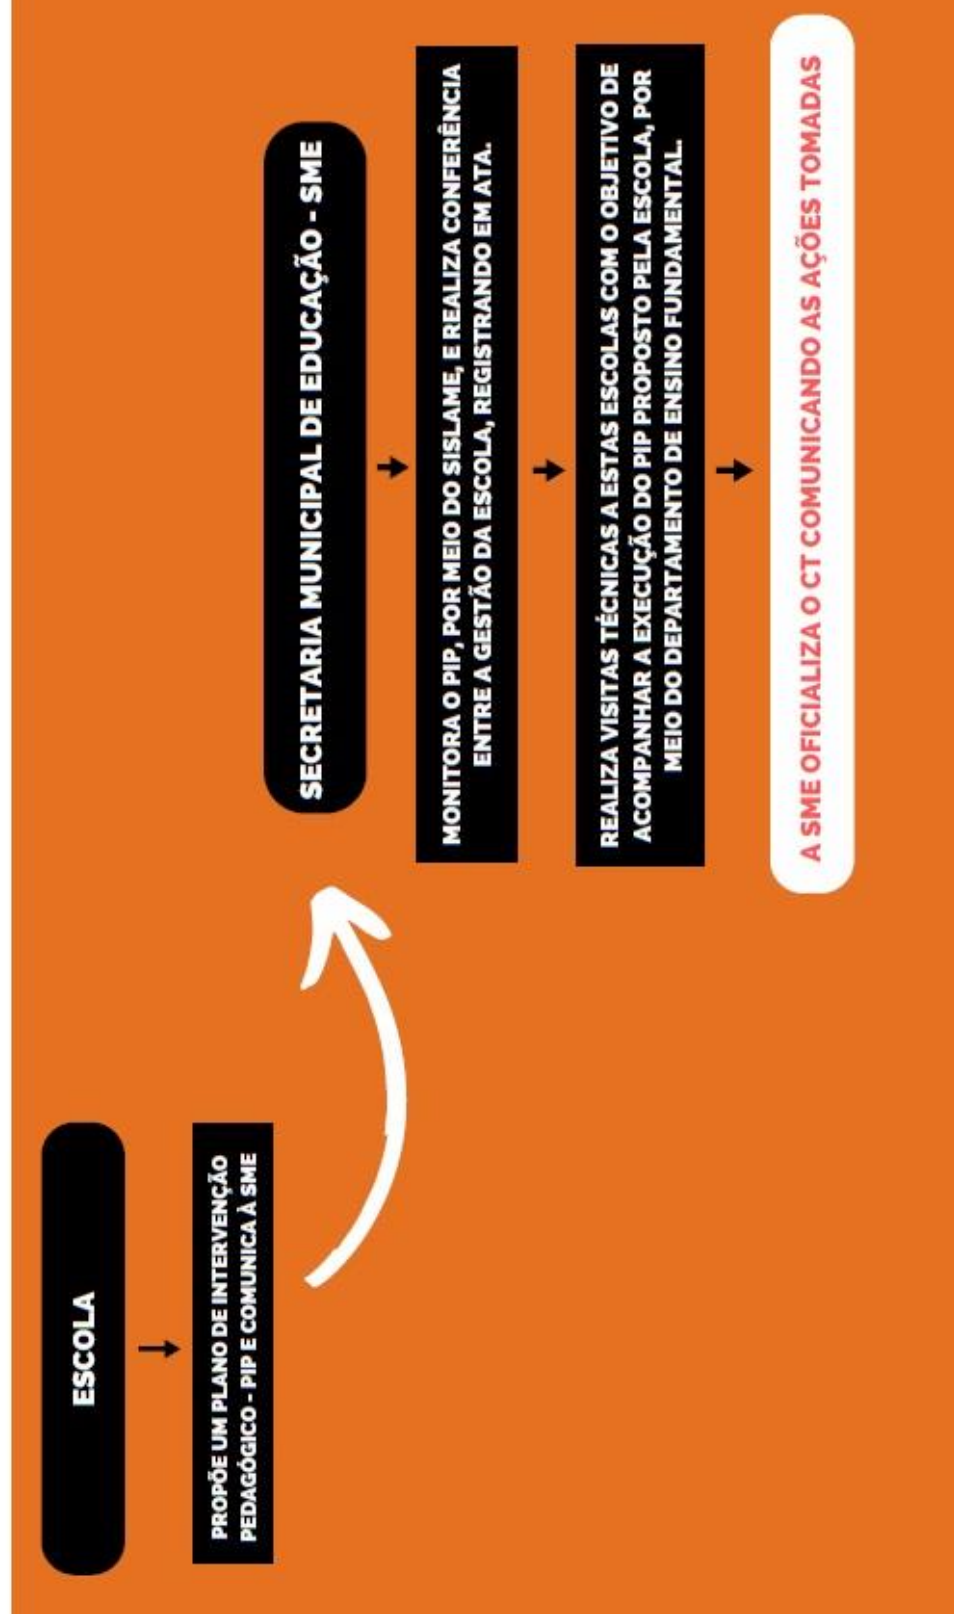 ESCOLA
PROPÕE UM PLANO DE INTERVENÇÃO
PEDAGÓGICO - PIP E COMUNICA À SME
SECRETARIA MUNICIPAL DE EDUCAÇÃO - SME
MONITORA O PIP, POR MEIO DO SISLAME, E REALIZA CONFERÊNCIA
ENTRE A GESTÃO DA ESCOLA, REGISTRANDO EM ATA.
REALIZA VISITAS TÉCNICAS A ESTAS ESCOLAS COM O OBJETIVO DE
ACOMPANHAR A EXECUÇÃO DO PIP PROPOSTO PELA ESCOLA, POR
MEIO DO DEPARTAMENTO DE ENSINO FUNDAMENTAL.
A SME OFICIALIZA O CT COMUNICANDO AS AÇÕES TOMADAS